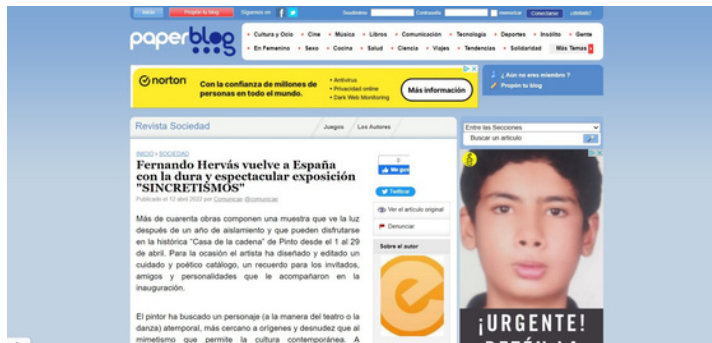 Inicio
Propón tu blog
Síguenos en
Seudónimo:
Contraseña:
memorizar
Conectarse
paperblog
Cultura y Ocio • Cine • Música • Libros • Comunicación • Tecnología • Deportes • Insólito • Gente
En Femenino • Sexo • Cocina • Salud • Ciencia • Viajes • Tendencias • Solidaridad Más Temas
norton
Con la confianza de millones de
personas en todo el mundo.
• Antivirus
• Privacidad online
• Dark Web Monitoring
Más información
¿ Aún no eres miembro ?
Propón tu blog
Revista Sociedad
Juegos
Los Autores
Entre las Secciones
Buscar un artículo
INICIO › SOCIEDAD
Fernando Hervás vuelve a España
con la dura y espectacular exposición
"SINCRETISMOS"
Publicado el 12 abril 2022 por Comunicae @comunicae
Más de cuarenta obras componen una muestra que ve la luz
después de un año de aislamiento y que pueden disfrutarse
en la histórica "Casa de la cadena" de Pinto desde el 1 al 29
de abril. Para la ocasión el artista ha diseñado y editado un
cuidado y poético catálogo, un recuerdo para los invitados,
amigos y personalidades que le acompañaron en la
inauguración.
El pintor ha buscado un personaje (a la manera del teatro o la
danza) atemporal, más cercano a orígenes y desnudez que al
mimetismo que permite la cultura contemporánea. A
0
Me gusta
Twittear
Ver el artículo original
Denunciar
Sobre el autor
¡URGENTE!